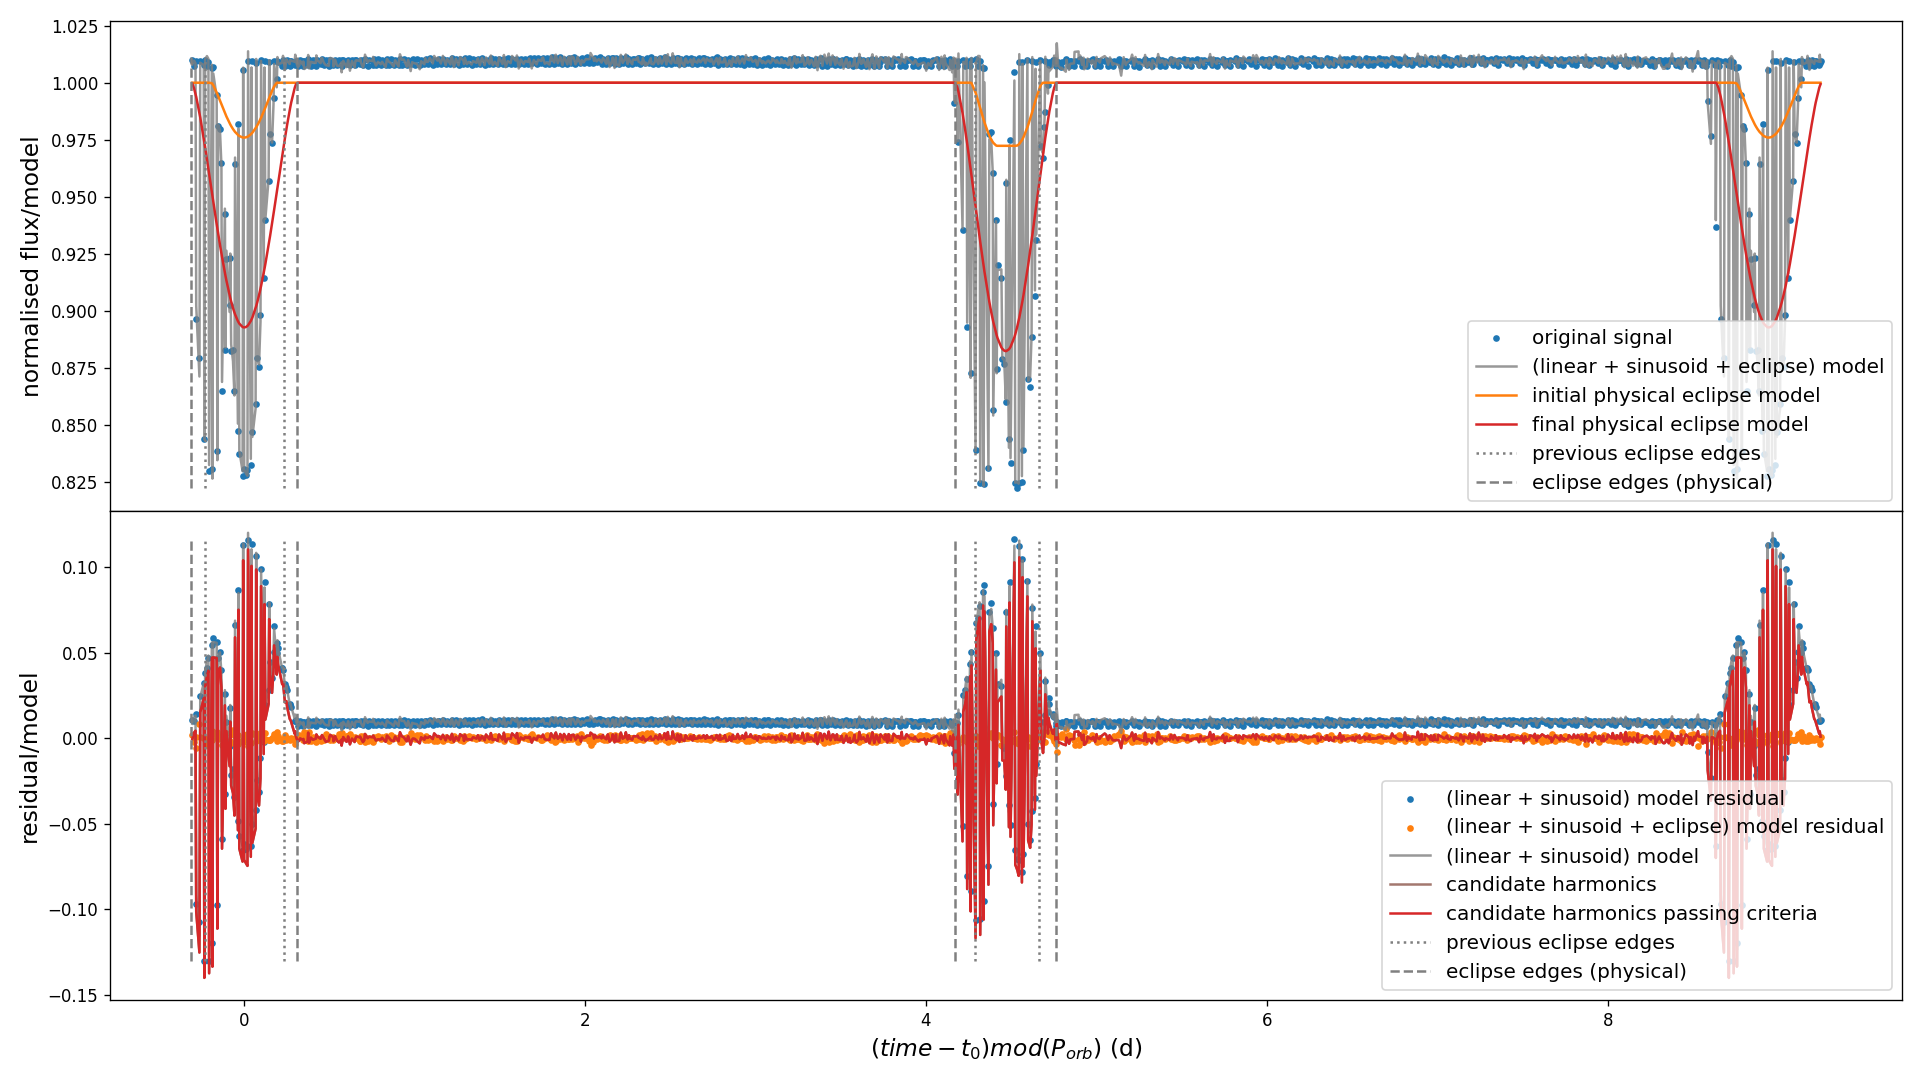 normalised flux/model
1.025
1.000
0.975
0.950
0.925
0.900
0.875
0.850
0.825
original signal
(linear + sinusoid + eclipse) model
initial physical eclipse model
final physical eclipse model
previous eclipse edges
eclipse edges (physical)
residual/model
0.10
0.05
0.00
−0.05
−0.10
−0.15
(linear + sinusoid) model residual
(linear + sinusoid + eclipse) model residual
(linear + sinusoid) model
candidate harmonics
candidate harmonics passing criteria
previous eclipse edges
eclipse edges (physical)
0 2 4 6 8
(time − t₀)mod(Pₒᵣb) (d)